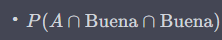 • P(A ∩ Buena ∩ Buena)